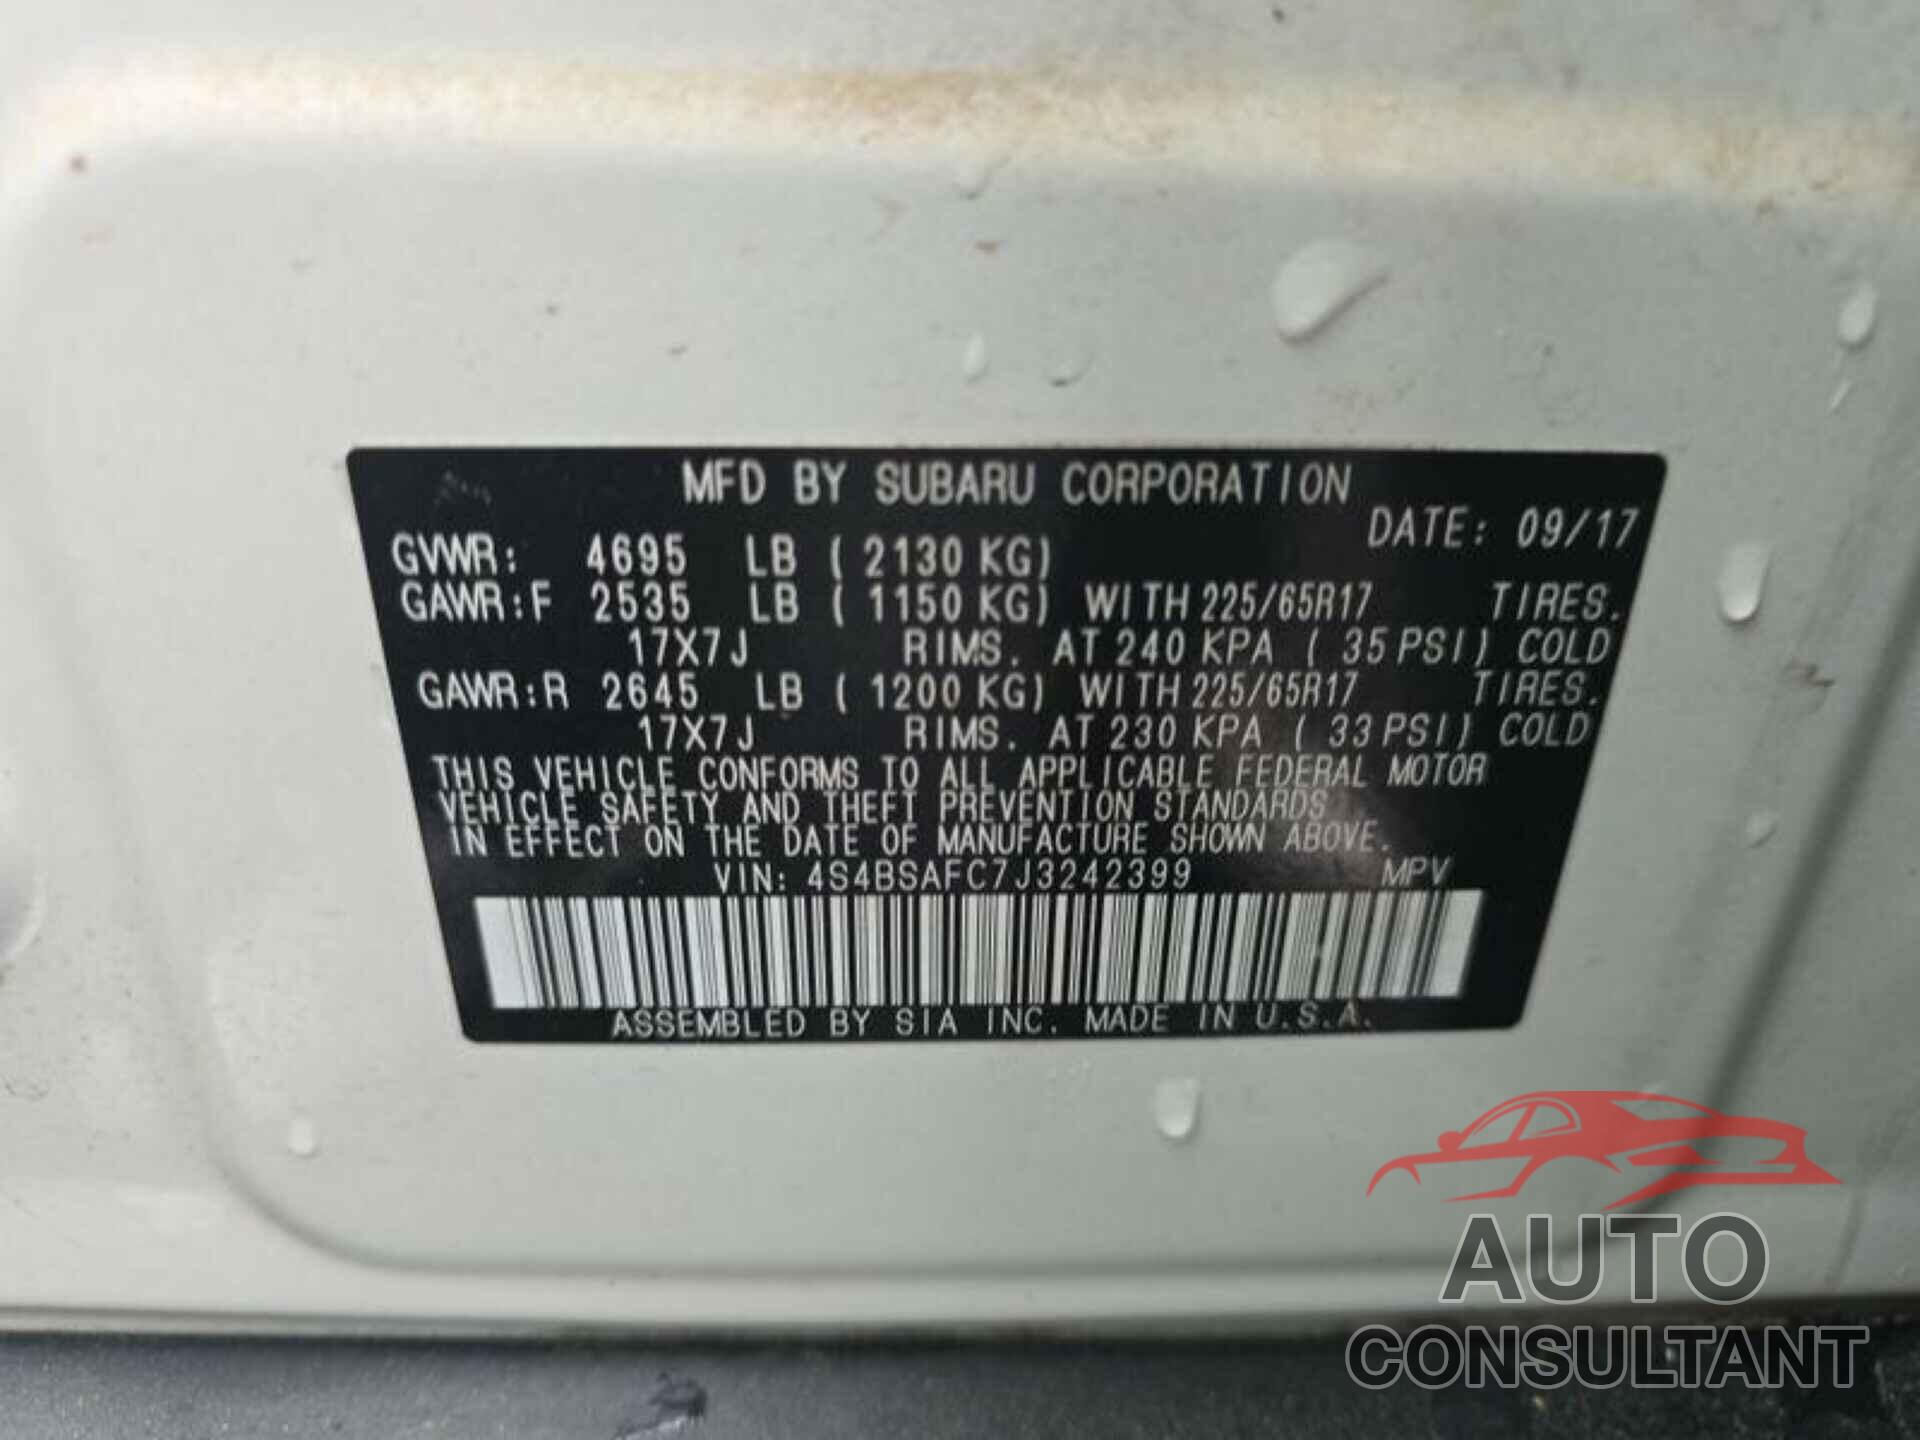 MFD BY SUBARU CORPORATION
DATE: 09/17
GVWR: 4695 LB ( 2130 KG)
GAWR:F 2535 LB ( 1150 KG) WITH 225/65R17 TIRES.
17X7J RIMS. AT 240 KPA ( 35 PSI) COLD
GAWR:R 2645 LB ( 1200 KG) WITH 225/65R17 TIRES.
17X7J RIMS. AT 230 KPA ( 33 PSI) COLD
THIS VEHICLE CONFORMS TO ALL APPLICABLE FEDERAL MOTOR
VEHICLE SAFETY AND THEFT PREVENTION STANDARDS
IN EFFECT ON THE DATE OF MANUFACTURE SHOWN ABOVE.
VIN: 4S4BSAFC7J3242399 MPV
ASSEMBLED BY SIA INC. MADE IN U.S.A.
AUTO
CONSULTANT